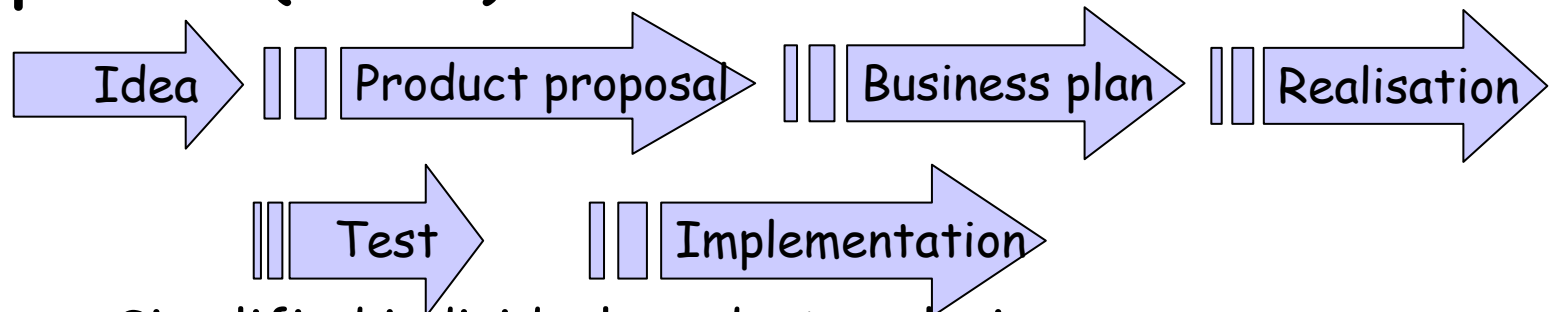 Idea Product proposal Business plan Realisation
Test Implementation